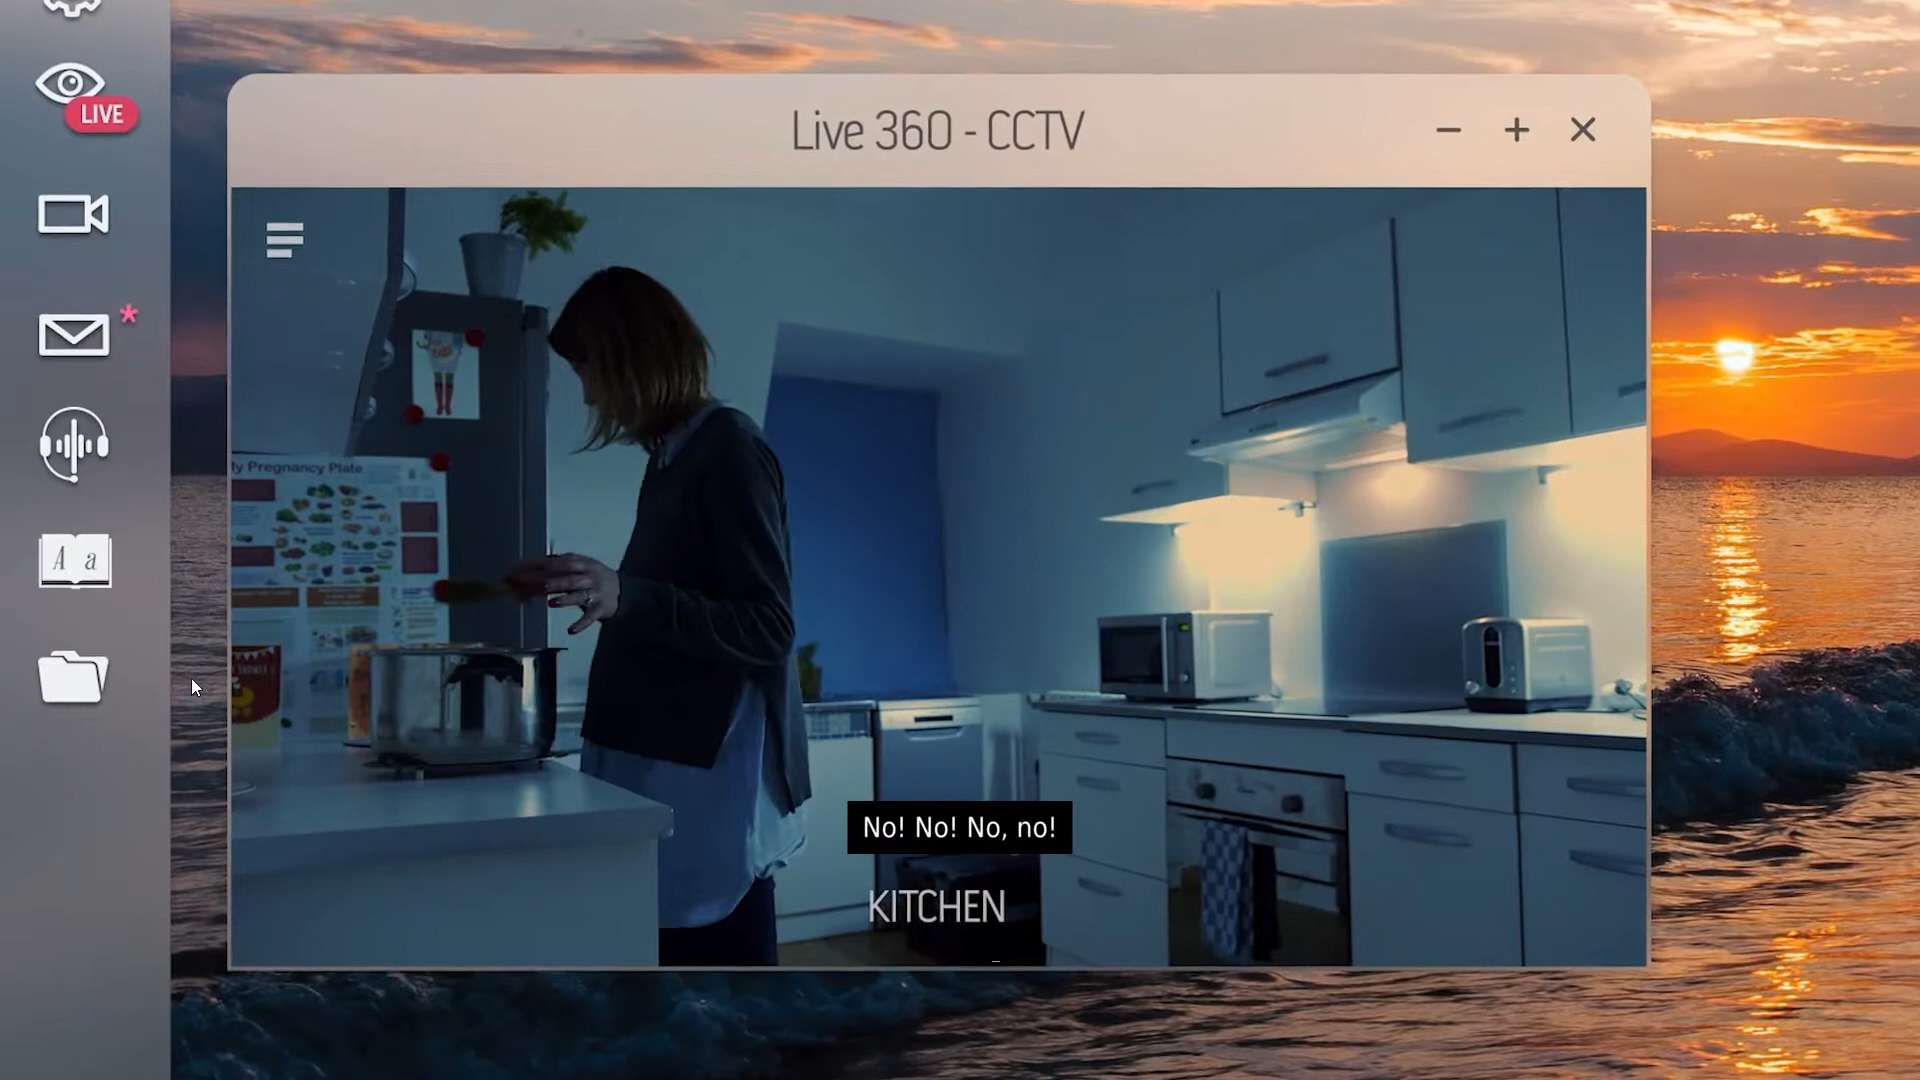 LIVE
Live 360 - CCTV
y Pregnancy Plate
A a
No! No! No, no!
KITCHEN